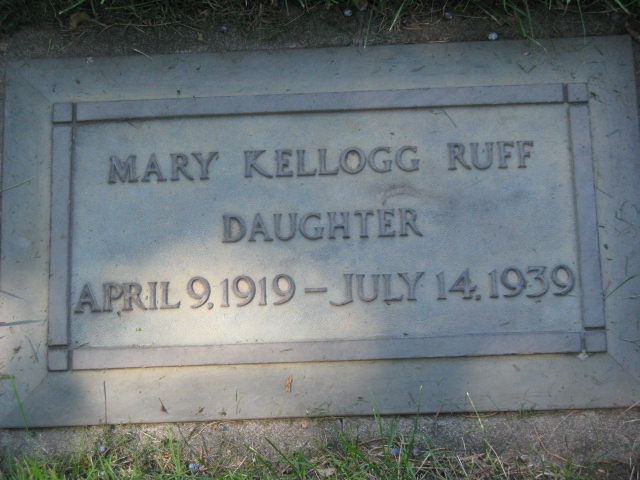 MARY KELLOGG RUFF
DAUGHTER
APRIL 9, 1919 – JULY 14, 1939